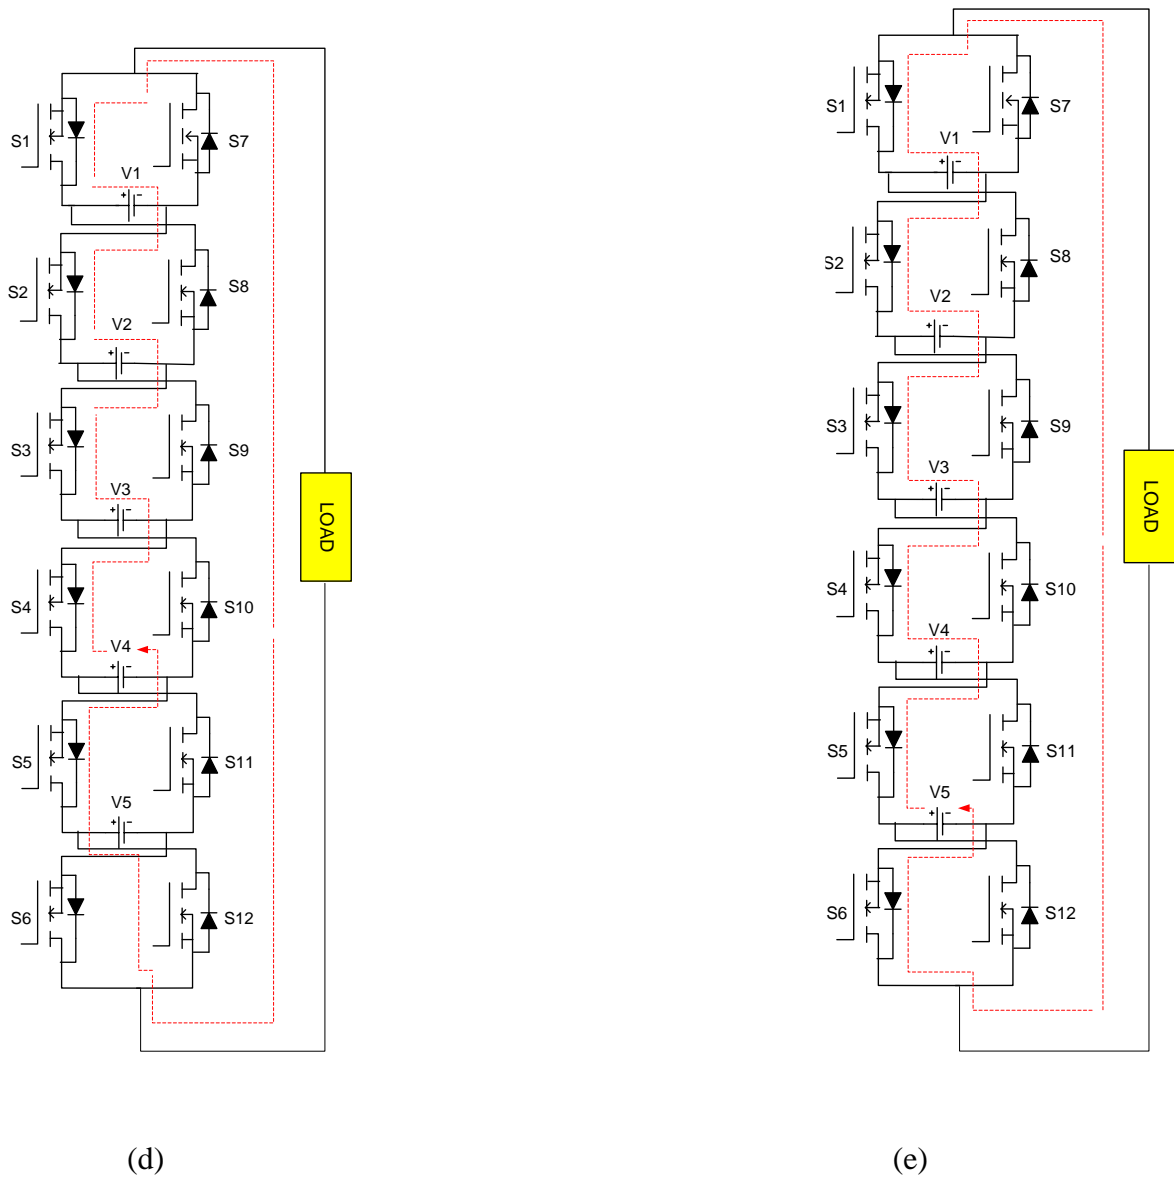 S1
S7
V1
+ -
S2
S8
V2
+ -
S3
S9
V3
+ -
S4
S10
V4
+ -
S5
S11
V5
+ -
S6
S12
LOAD
(d)
S1
S7
V1
+ -
S2
S8
V2
+ -
S3
S9
V3
+ -
S4
S10
V4
+ -
S5
S11
V5
+ -
S6
S12
LOAD
(e)